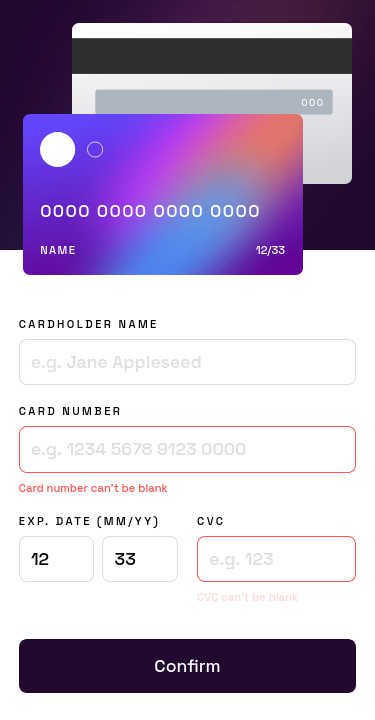 000
0000 0000 0000 0000
NAME 12/33
CARDHOLDER NAME
e.g. Jane Appleseed
CARD NUMBER
e.g. 1234 5678 9123 0000
Card number can't be blank
EXP. DATE (MM/YY) CVC
12 33 e.g. 123
CVC can't be blank
Confirm